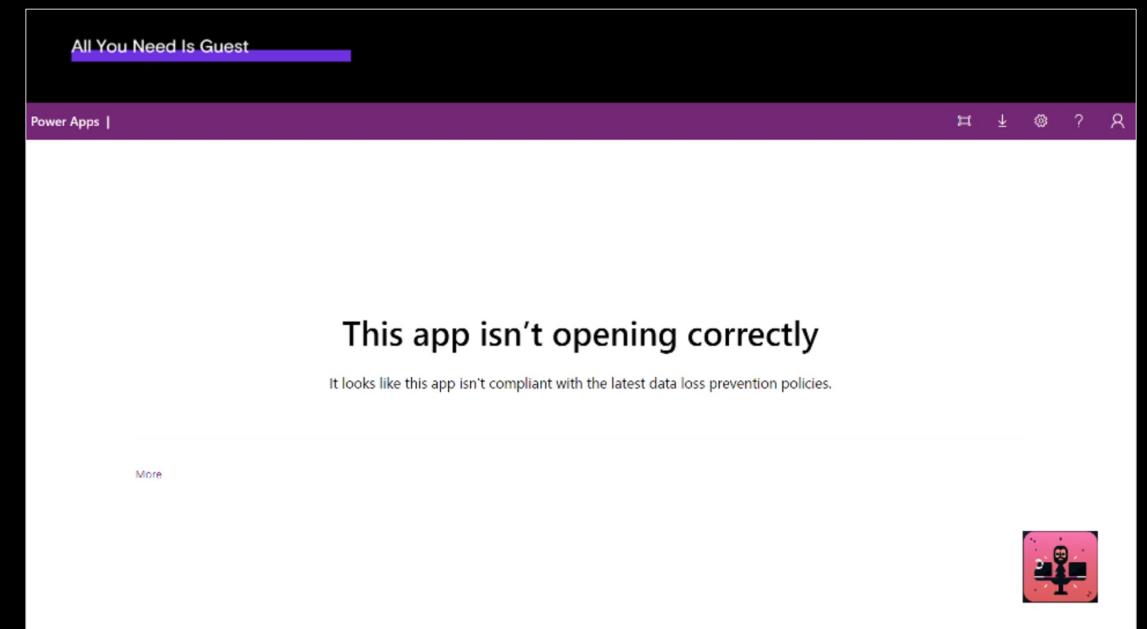 All You Need Is Guest
Power Apps |
?
This app isn't opening correctly
It looks like this app isn't compliant with the latest data loss prevention policies.
More